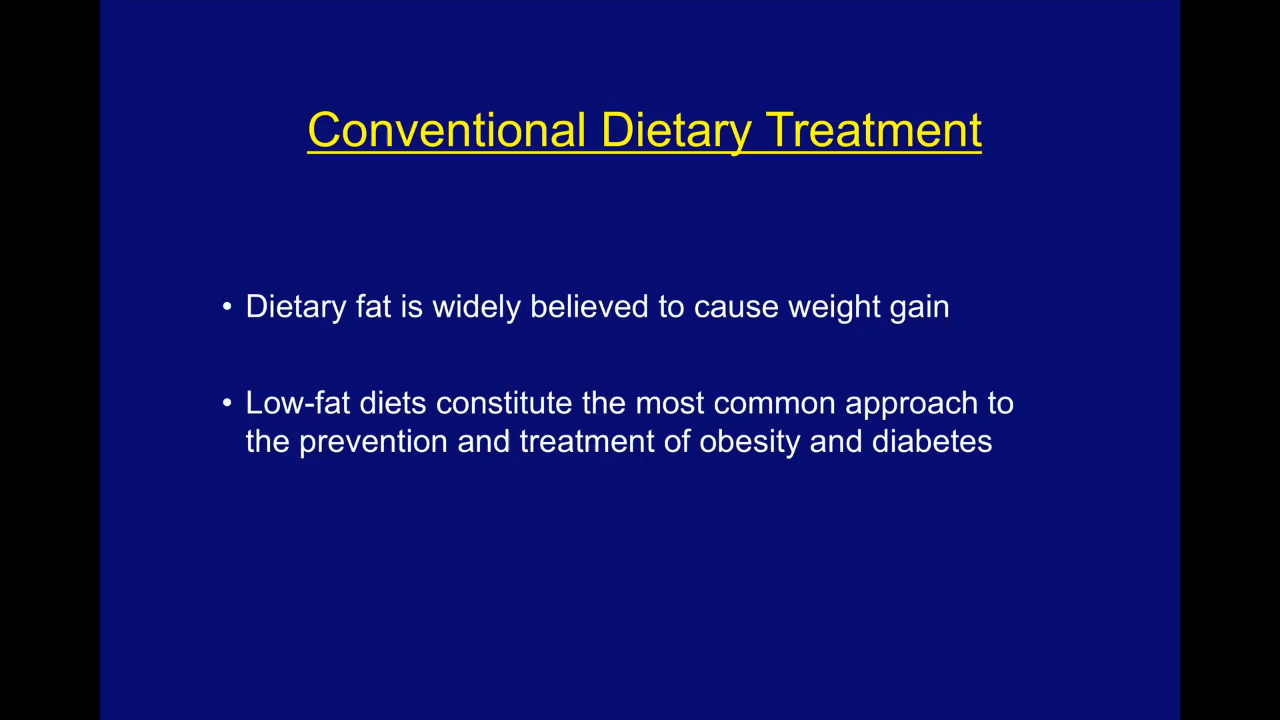 Conventional Dietary Treatment
• Dietary fat is widely believed to cause weight gain
• Low-fat diets constitute the most common approach to
the prevention and treatment of obesity and diabetes